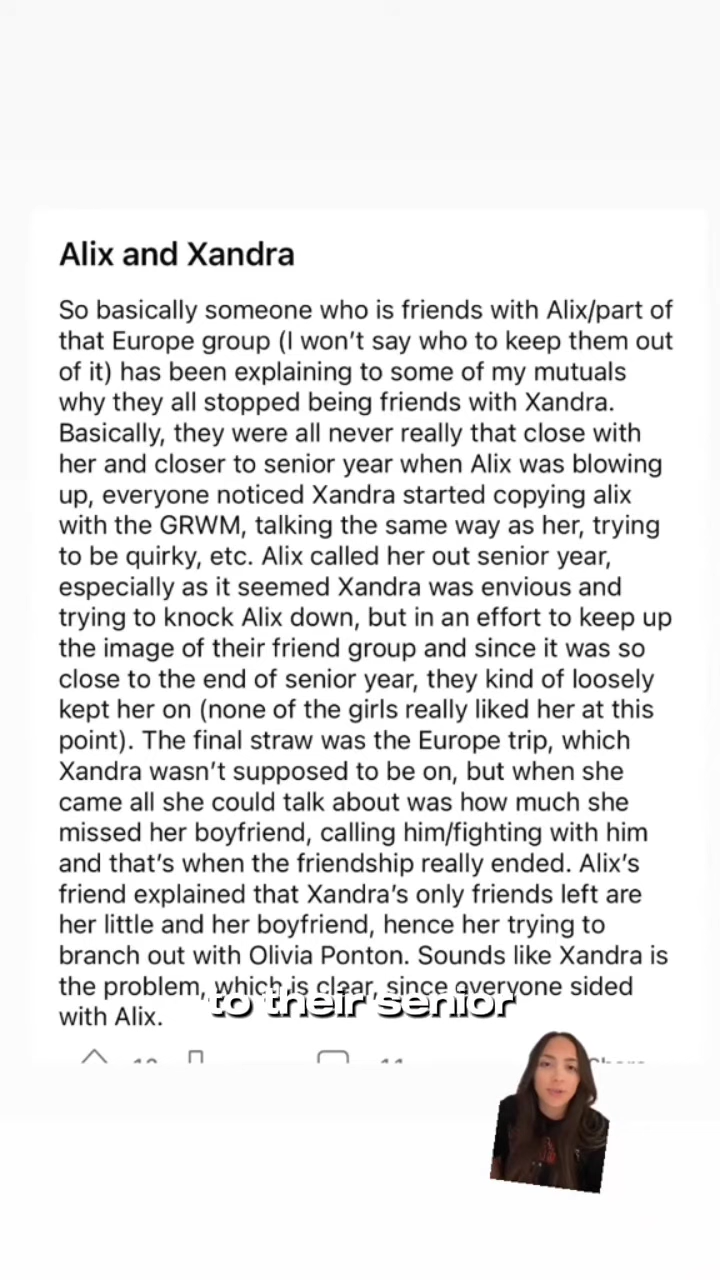 Alix and Xandra
So basically someone who is friends with Alix/part of
that Europe group (I won't say who to keep them out
of it) has been explaining to some of my mutuals
why they all stopped being friends with Xandra.
Basically, they were all never really that close with
her and closer to senior year when Alix was blowing
up, everyone noticed Xandra started copying alix
with the GRWM, talking the same way as her, trying
to be quirky, etc. Alix called her out senior year,
especially as it seemed Xandra was envious and
trying to knock Alix down, but in an effort to keep up
the image of their friend group and since it was so
close to the end of senior year, they kind of loosely
kept her on (none of the girls really liked her at this
point). The final straw was the Europe trip, which
Xandra wasn't supposed to be on, but when she
came all she could talk about was how much she
missed her boyfriend, calling him/fighting with him
and that's when the friendship really ended. Alix's
friend explained that Xandra's only friends left are
her little and her boyfriend, hence her trying to
branch out with Olivia Ponton. Sounds like Xandra is
the problem, which is clear, since everyone sided
to their senior
with Alix.